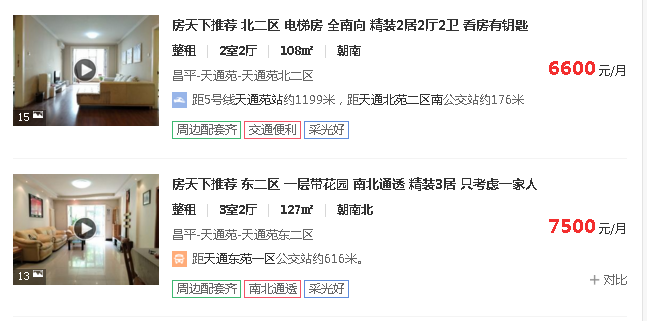 房天下推荐 北二区 电梯房 全南向 精装2居2厅2卫 看房有钥匙
整租 | 2室2厅 | 108㎡ | 朝南
6600 元/月
昌平-天通苑-天通苑北二区
距5号线天通苑站约1199米，距天通北苑二区南公交站约176米
15
周边配套齐 交通便利 采光好
房天下推荐 东二区 一层带花园 南北通透 精装3居 只考虑一家人
整租 | 3室2厅 | 127㎡ | 朝南北
7500 元/月
昌平-天通苑-天通苑东二区
距天通东苑一区公交站约616米。
13
+ 对比
周边配套齐 南北通透 采光好